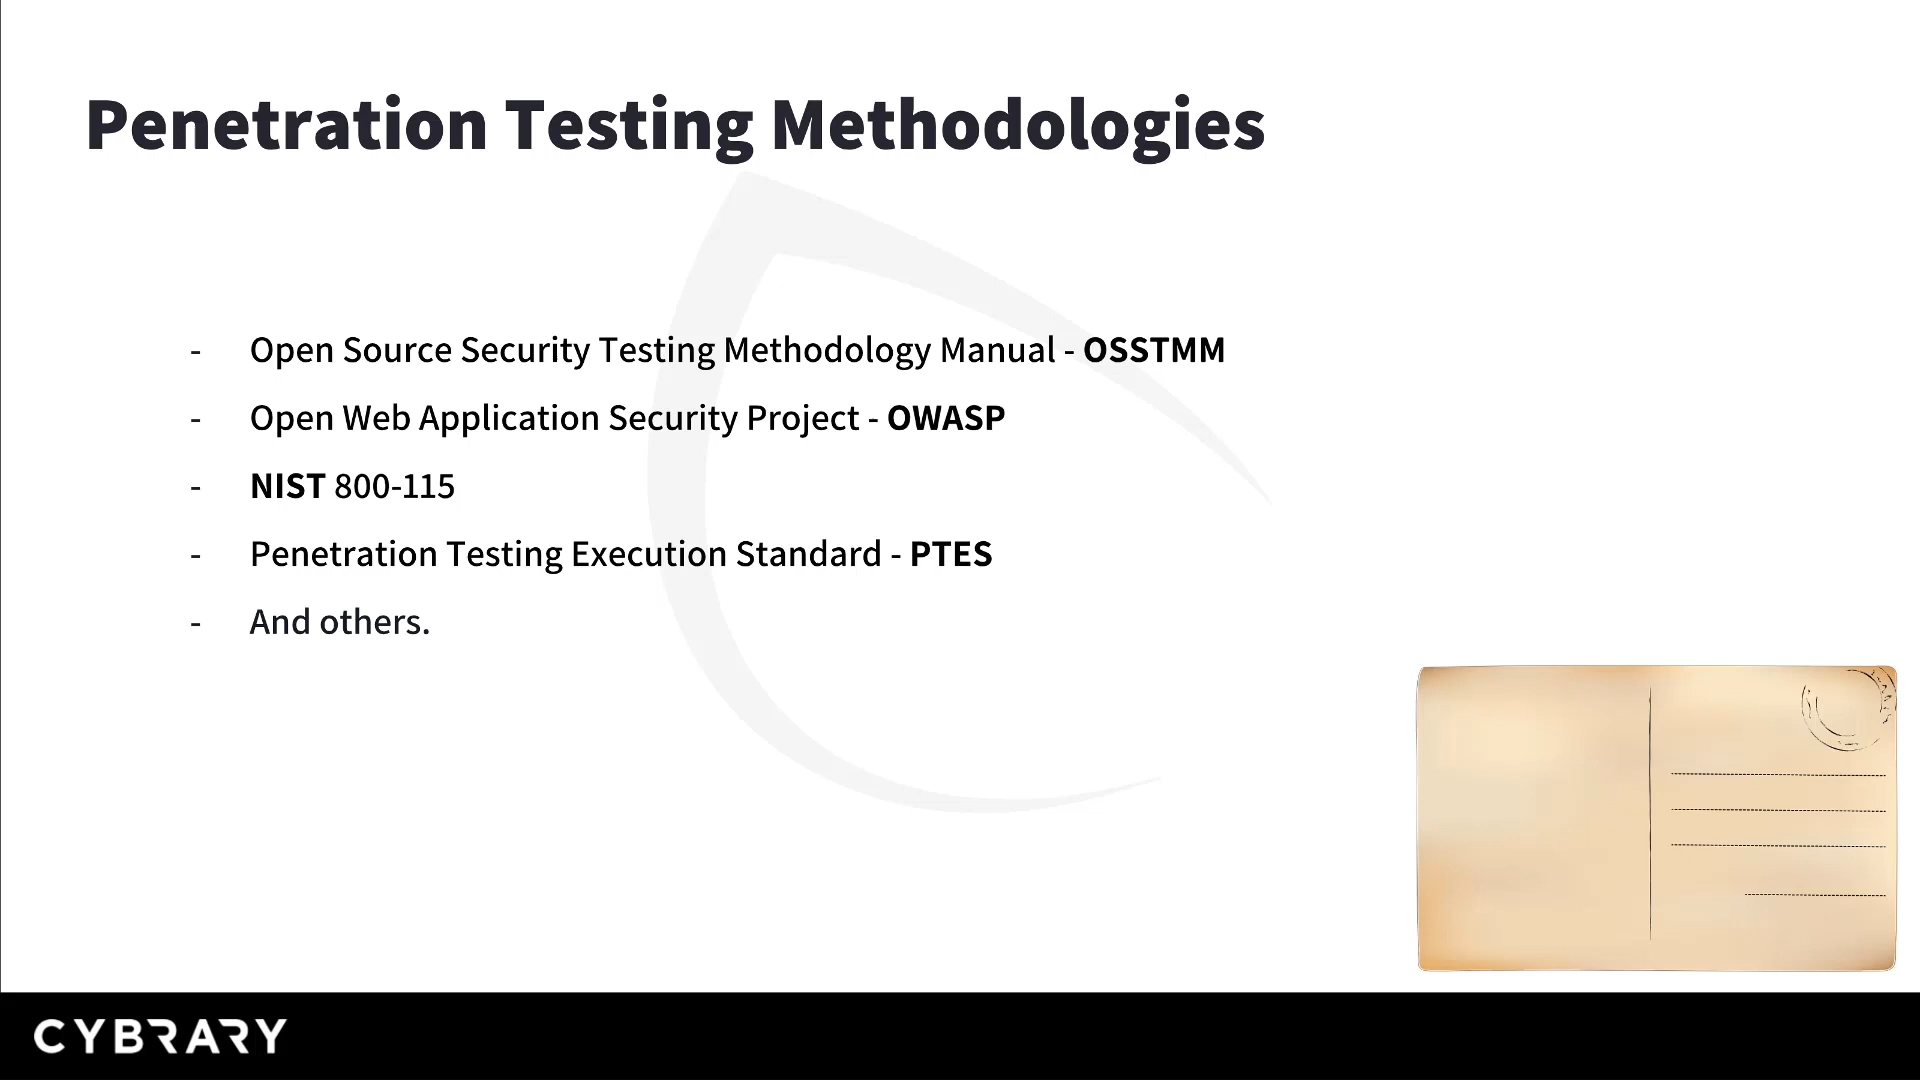 Penetration Testing Methodologies
- Open Source Security Testing Methodology Manual - OSSTMM
- Open Web Application Security Project - OWASP
- NIST 800-115
- Penetration Testing Execution Standard - PTES
- And others.
CYBRARY